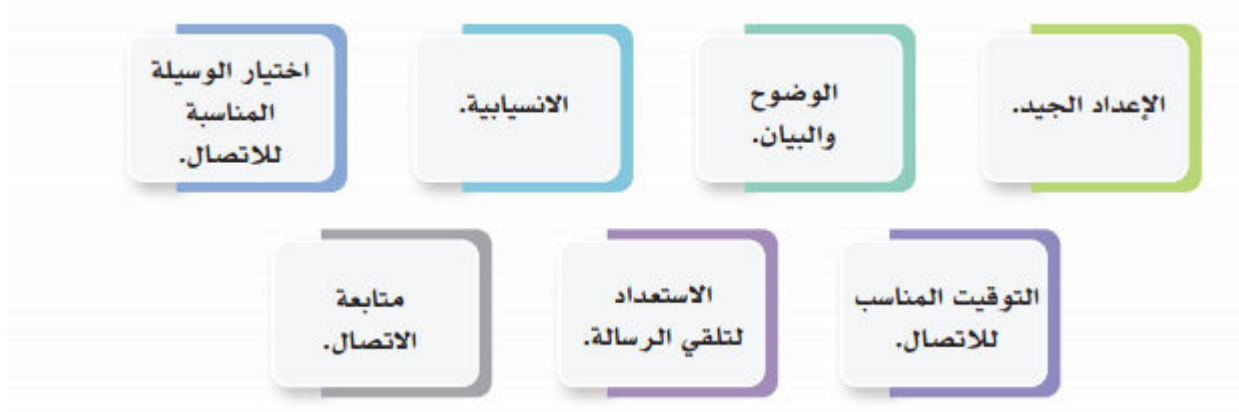 الإعداد الجيد.
الوضوح
والبيان.
الانسيابية.
اختيار الوسيلة
المناسبة
للاتصال.
التوقيت المناسب
للاتصال.
الاستعداد
لتلقي الرسالة.
متابعة
الاتصال.